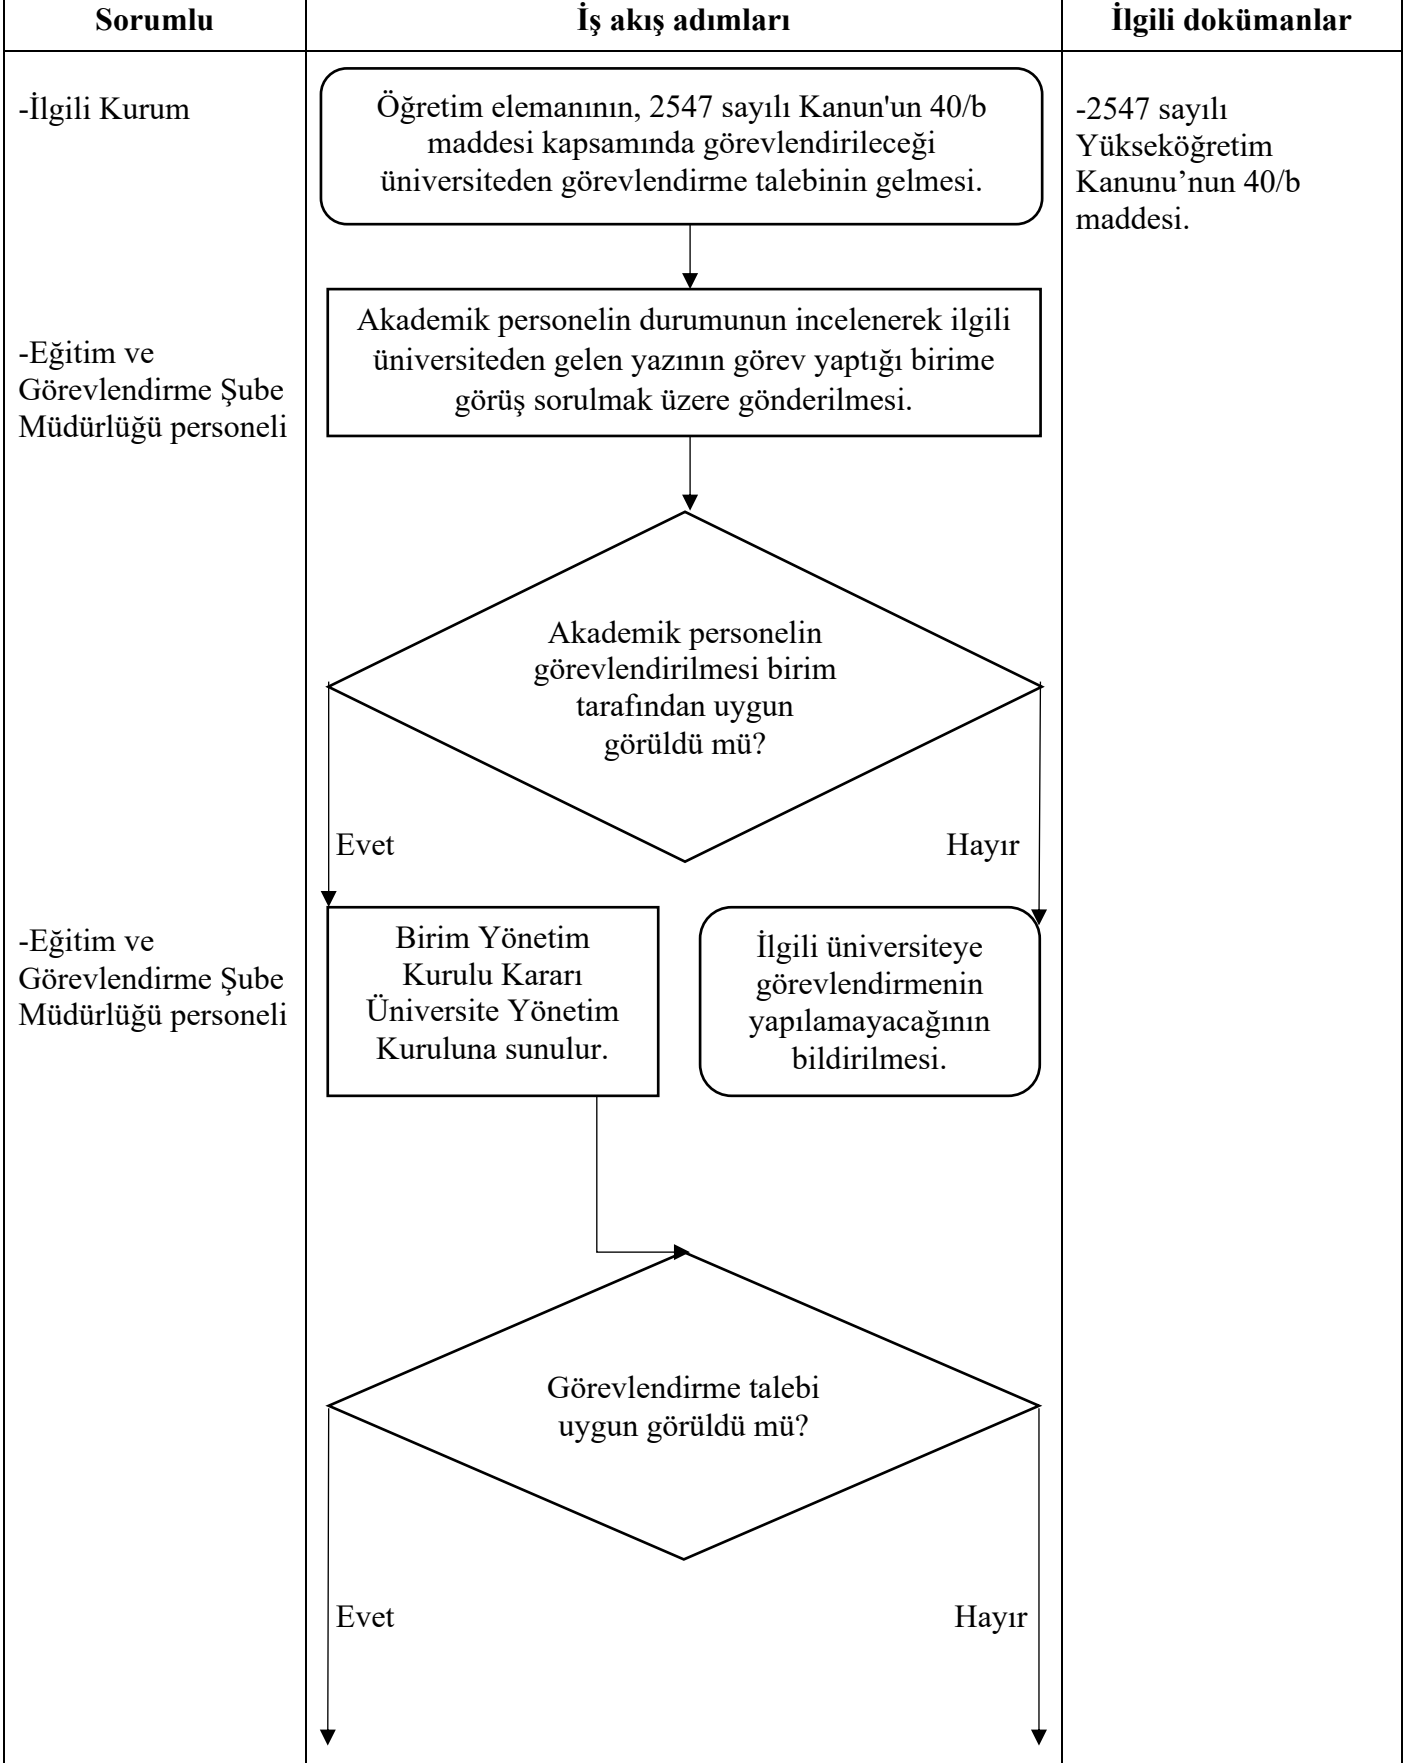 Sorumlu
İş akış adımları
İlgili dokümanlar
-İlgili Kurum
Öğretim elemanının, 2547 sayılı Kanun'un 40/b
maddesi kapsamında görevlendirileceği
üniversiteden görevlendirme talebinin gelmesi.
-2547 sayılı
Yükseköğretim
Kanunu’nun 40/b
maddesi.
-Eğitim ve
Görevlendirme Şube
Müdürlüğü personeli
Akademik personelin durumunun incelenerek ilgili
üniversiteden gelen yazının görev yaptığı birime
görüş sorulmak üzere gönderilmesi.
Akademik personelin
görevlendirilmesi birim
tarafından uygun
görüldü mü?
Evet
Hayır
-Eğitim ve
Görevlendirme Şube
Müdürlüğü personeli
Birim Yönetim
Kurulu Kararı
Üniversite Yönetim
Kuruluna sunulur.
İlgili üniversiteye
görevlendirmenin
yapılamayacağının
bildirilmesi.
Görevlendirme talebi
uygun görüldü mü?
Evet
Hayır